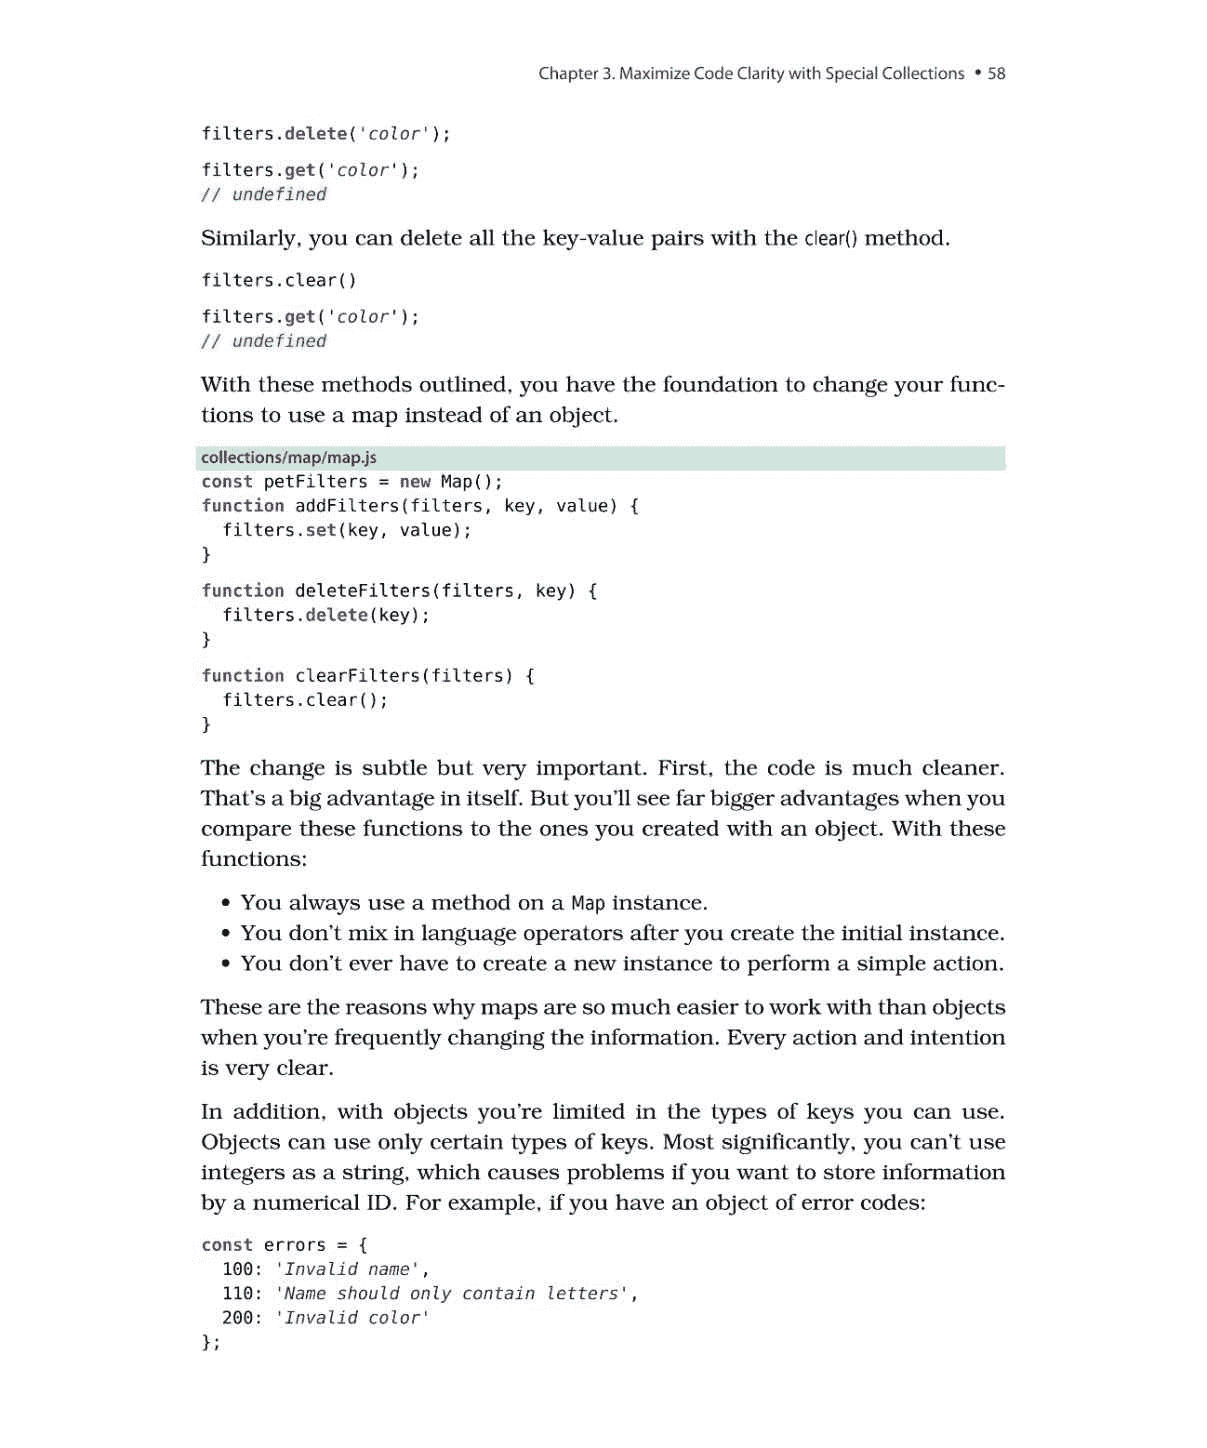 Chapter 3. Maximize Code Clarity with Special Collections • 58
filters.delete('color');
filters.get('color');
// undefined
Similarly, you can delete all the key-value pairs with the clear() method.
filters.clear()
filters.get('color');
// undefined
With these methods outlined, you have the foundation to change your func-
tions to use a map instead of an object.
collections/map/map.js
const petFilters = new Map();
function addFilters(filters, key, value) {
  filters.set(key, value);
}
function deleteFilters(filters, key) {
  filters.delete(key);
}
function clearFilters(filters) {
  filters.clear();
}
The change is subtle but very important. First, the code is much cleaner.
That's a big advantage in itself. But you'll see far bigger advantages when you
compare these functions to the ones you created with an object. With these
functions:
• You always use a method on a Map instance.
• You don't mix in language operators after you create the initial instance.
• You don't ever have to create a new instance to perform a simple action.
These are the reasons why maps are so much easier to work with than objects
when you're frequently changing the information. Every action and intention
is very clear.
In addition, with objects you're limited in the types of keys you can use.
Objects can use only certain types of keys. Most significantly, you can't use
integers as a string, which causes problems if you want to store information
by a numerical ID. For example, if you have an object of error codes:
const errors = {
  100: 'Invalid name',
  110: 'Name should only contain letters',
  200: 'Invalid color'
};